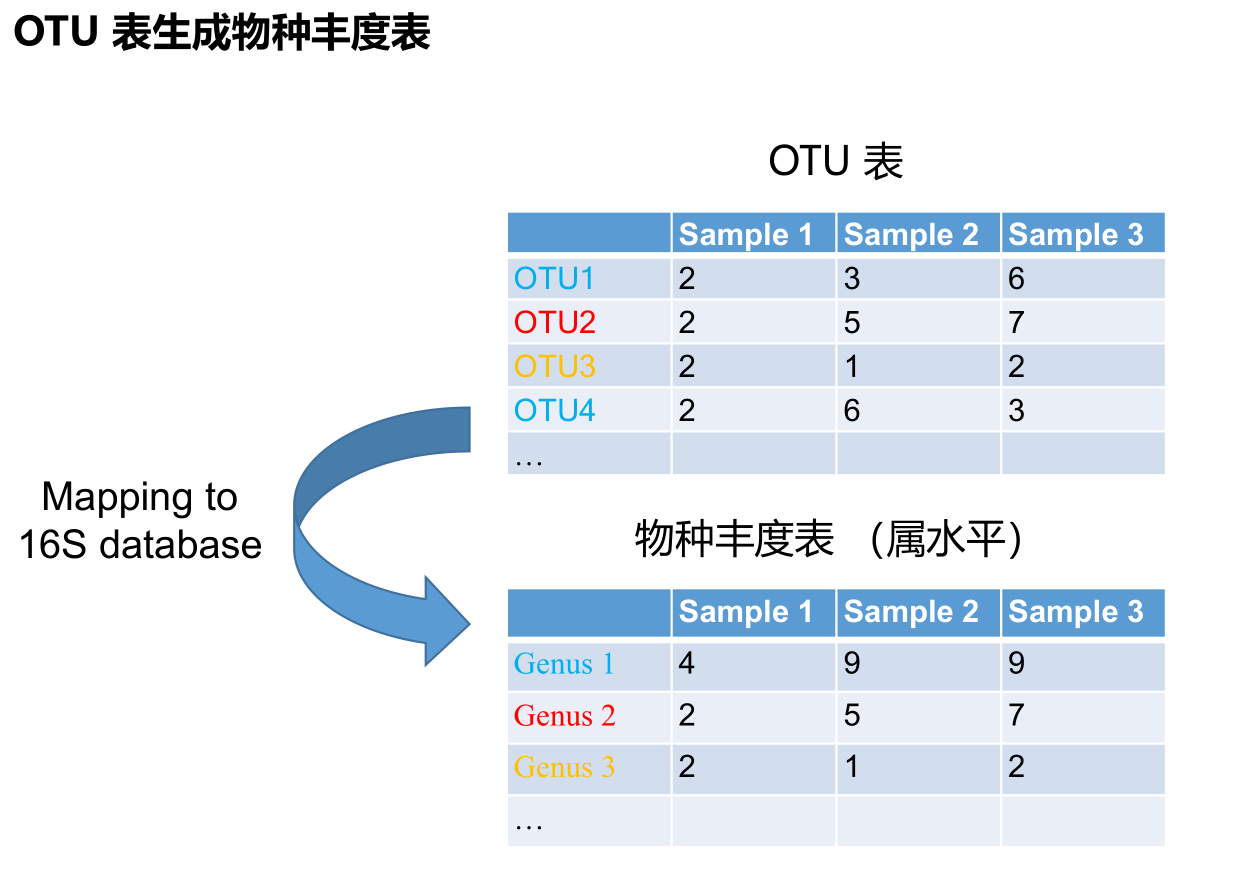 OTU 表生成物种丰度表
OTU 表
Sample 1 Sample 2 Sample 3
OTU1 2 3 6
OTU2 2 5 7
OTU3 2 1 2
OTU4 2 6 3
…
Mapping to
16S database
物种丰度表 （属水平）
Sample 1 Sample 2 Sample 3
Genus 1 4 9 9
Genus 2 2 5 7
Genus 3 2 1 2
…